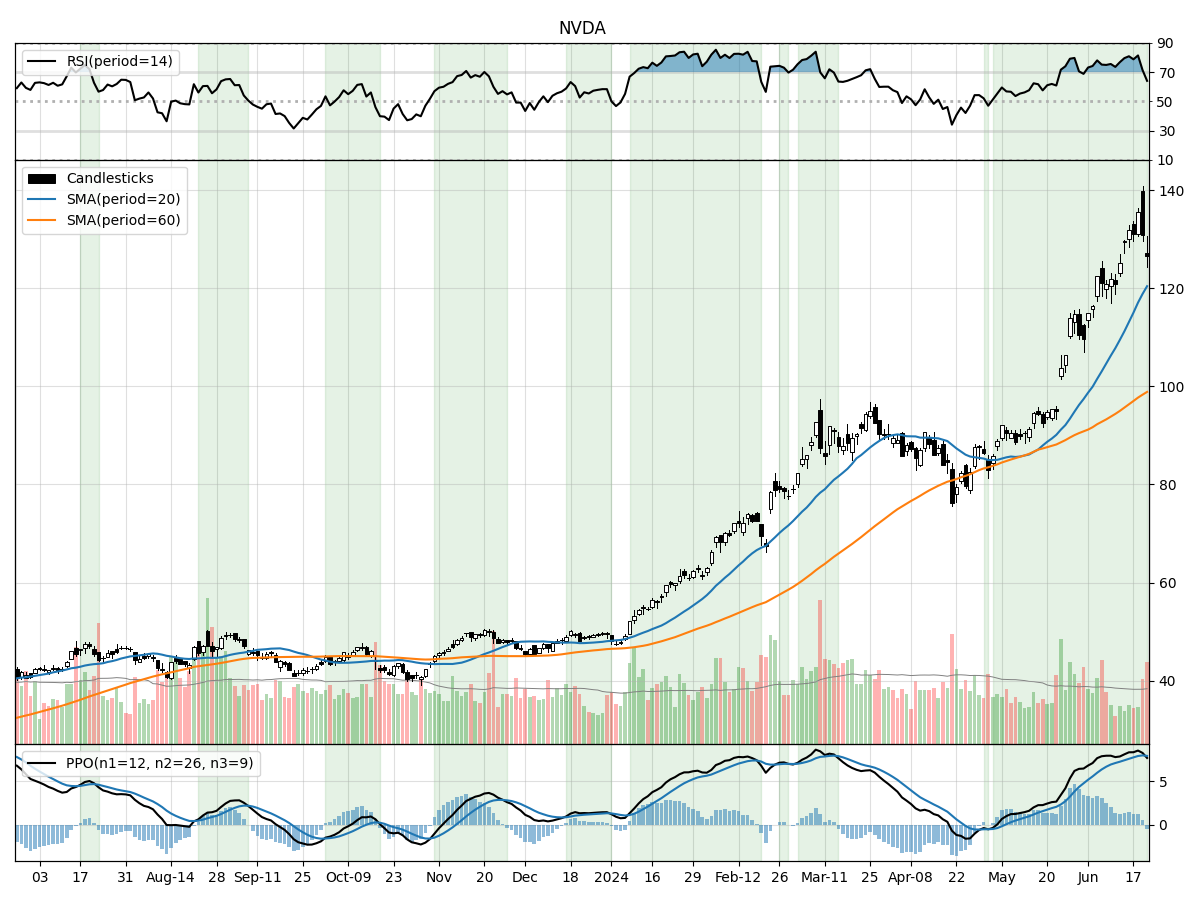 NVDA
RSI(period=14)
90
70
50
30
10
Candlesticks
SMA(period=20)
SMA(period=60)
140
120
100
80
60
40
PPO(n1=12, n2=26, n3=9)
5
0
03 17 31 Aug-14 28 Sep-11 25 Oct-09 23 Nov 20 Dec 18 2024 16 29 Feb-12 26 Mar-11 25 Apr-08 22 May 20 Jun 17